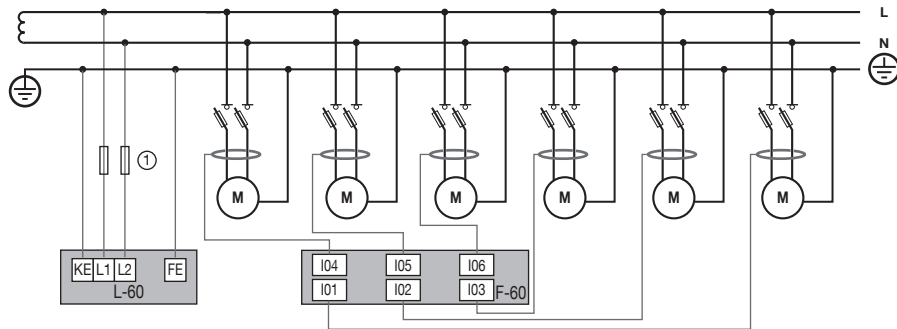 L
N
①
M M M M M M
KE L1 L2 FE
L-60
I04 I05 I06
I01 I02 I03
F-60